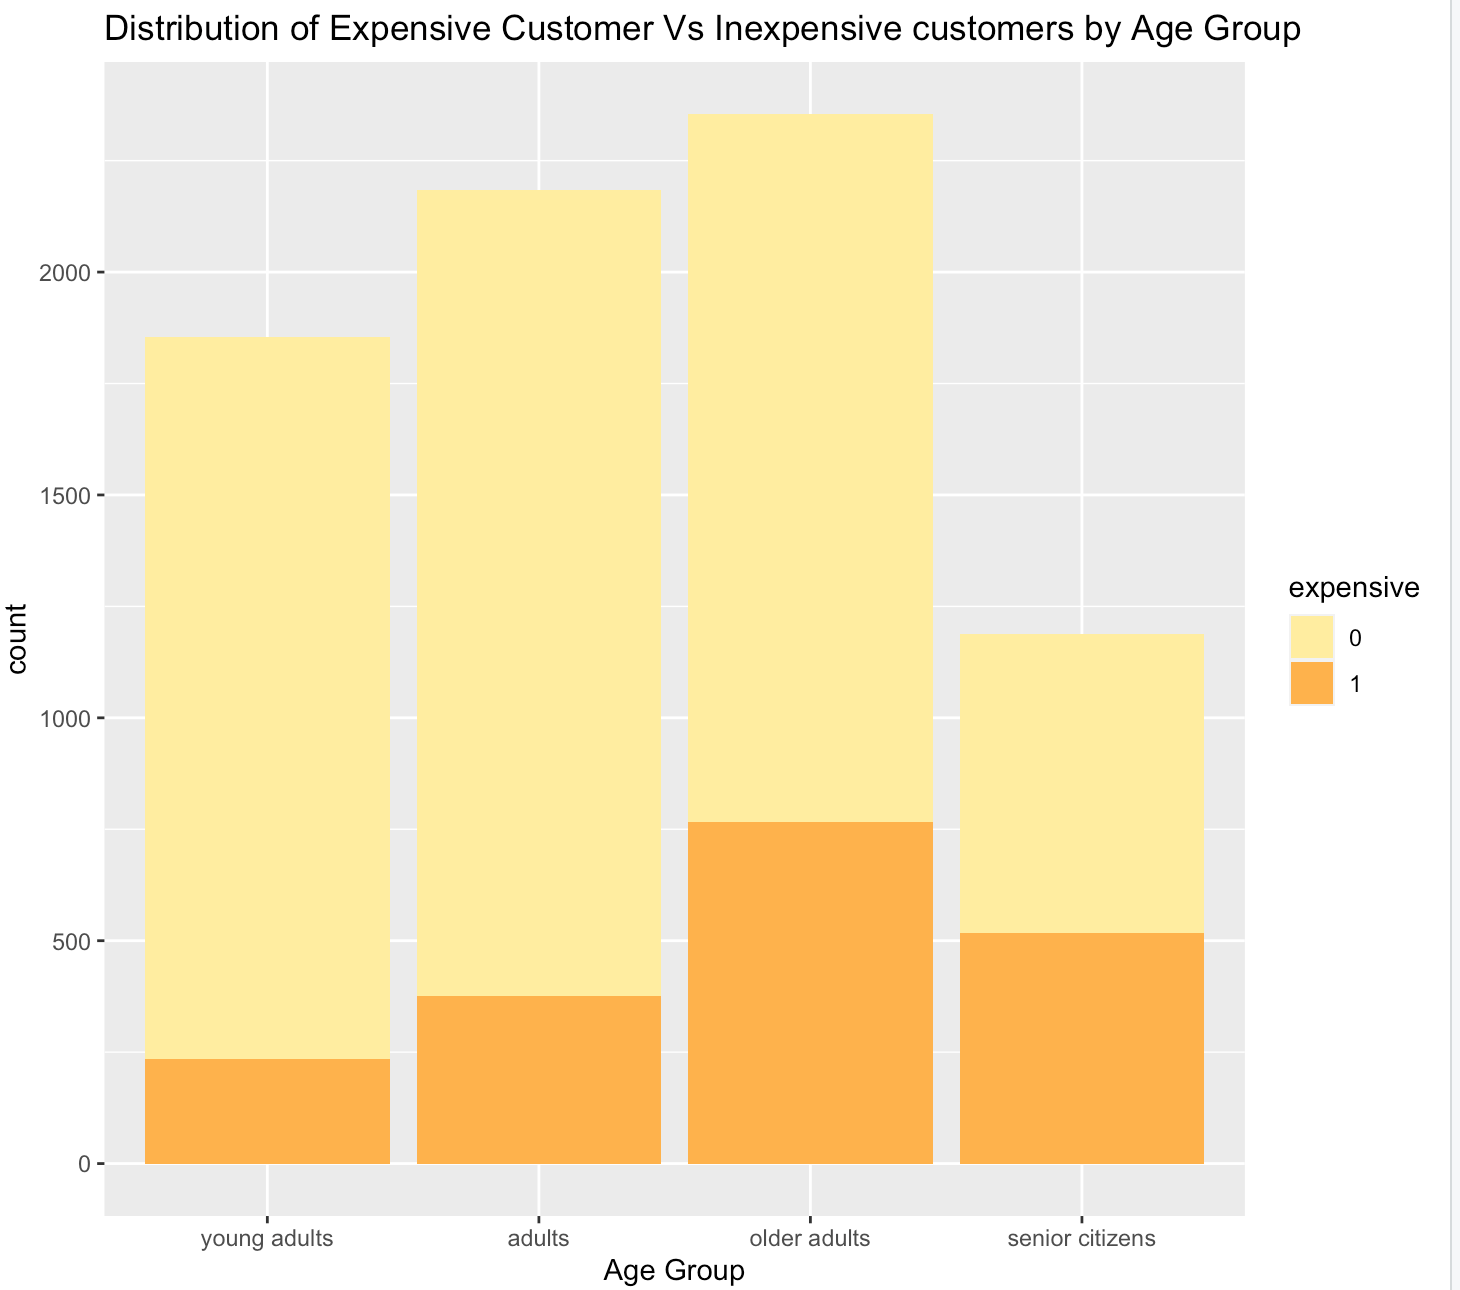 Distribution of Expensive Customer Vs Inexpensive customers by Age Group
2000
1500
1000
500
0
count
young adults
adults
older adults
senior citizens
Age Group
expensive
0
1